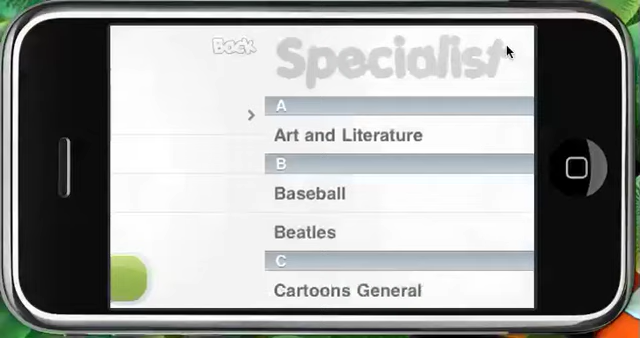 Back
Specialist
A
Art and Literature
B
Baseball
Beatles
C
Cartoons General